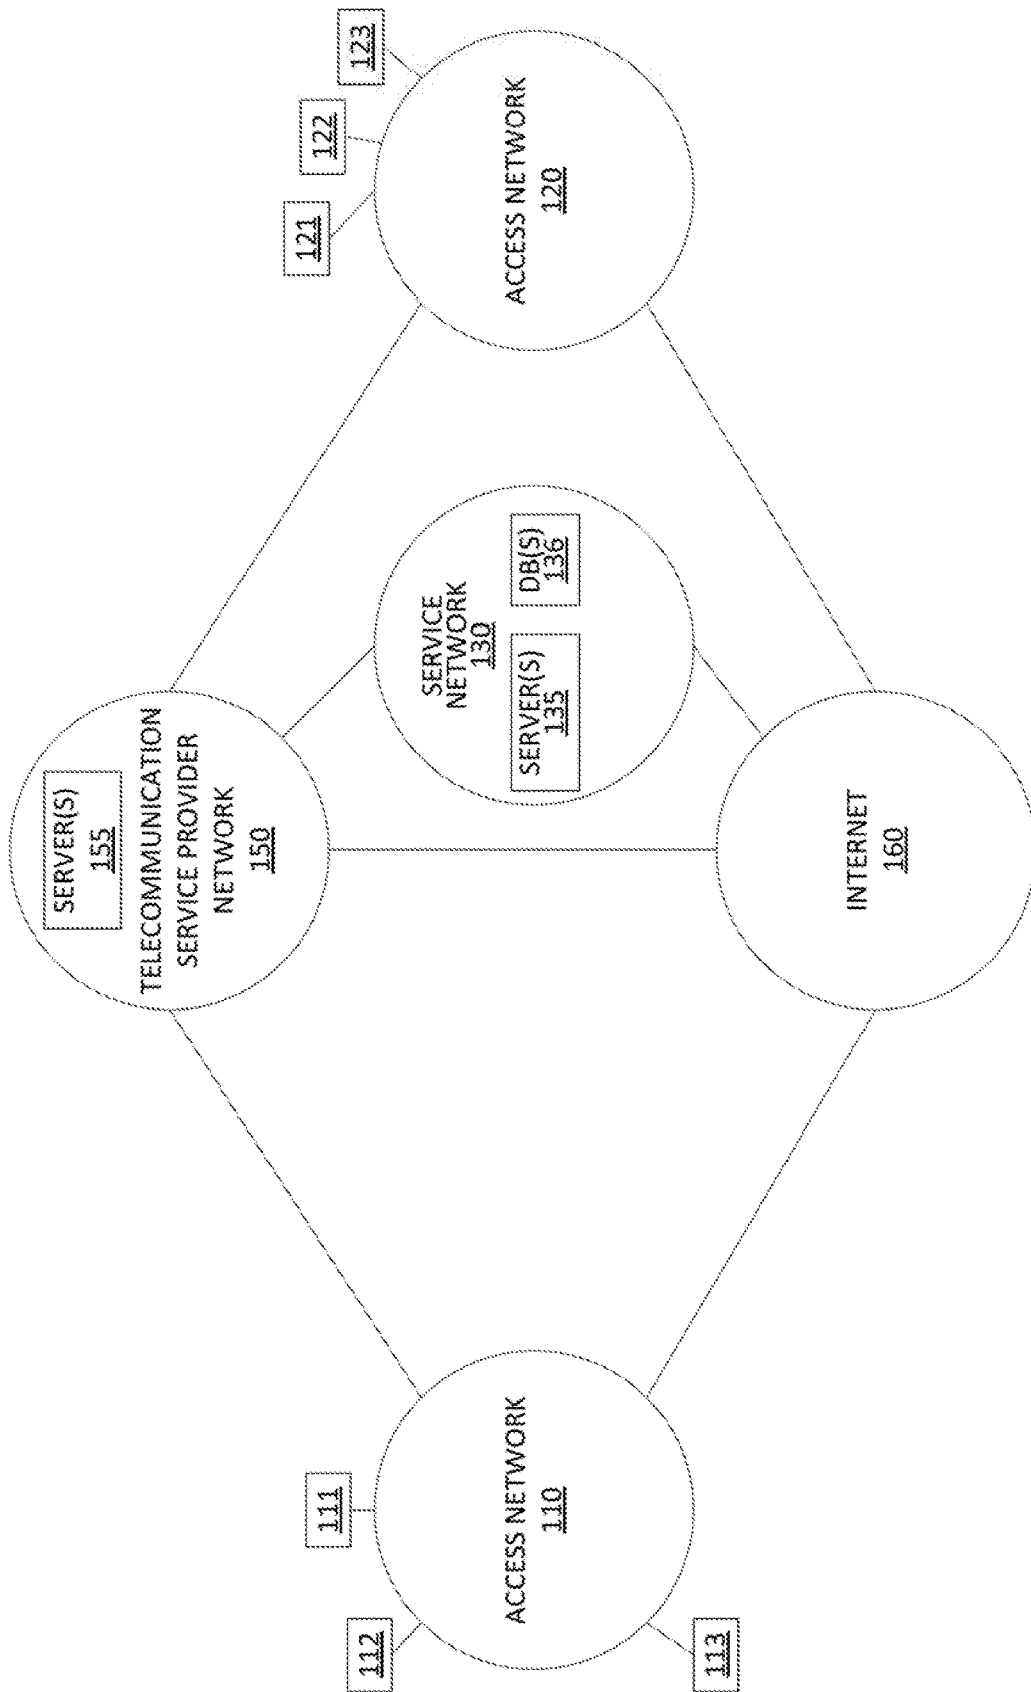 SERVER(S)
155
TELECOMMUNICATION
SERVICE PROVIDER
NETWORK
150
111
112
ACCESS NETWORK
110
113
SERVICE
NETWORK
130
SERVER(S)
135
DB(S)
136
121
122
123
ACCESS NETWORK
120
INTERNET
160